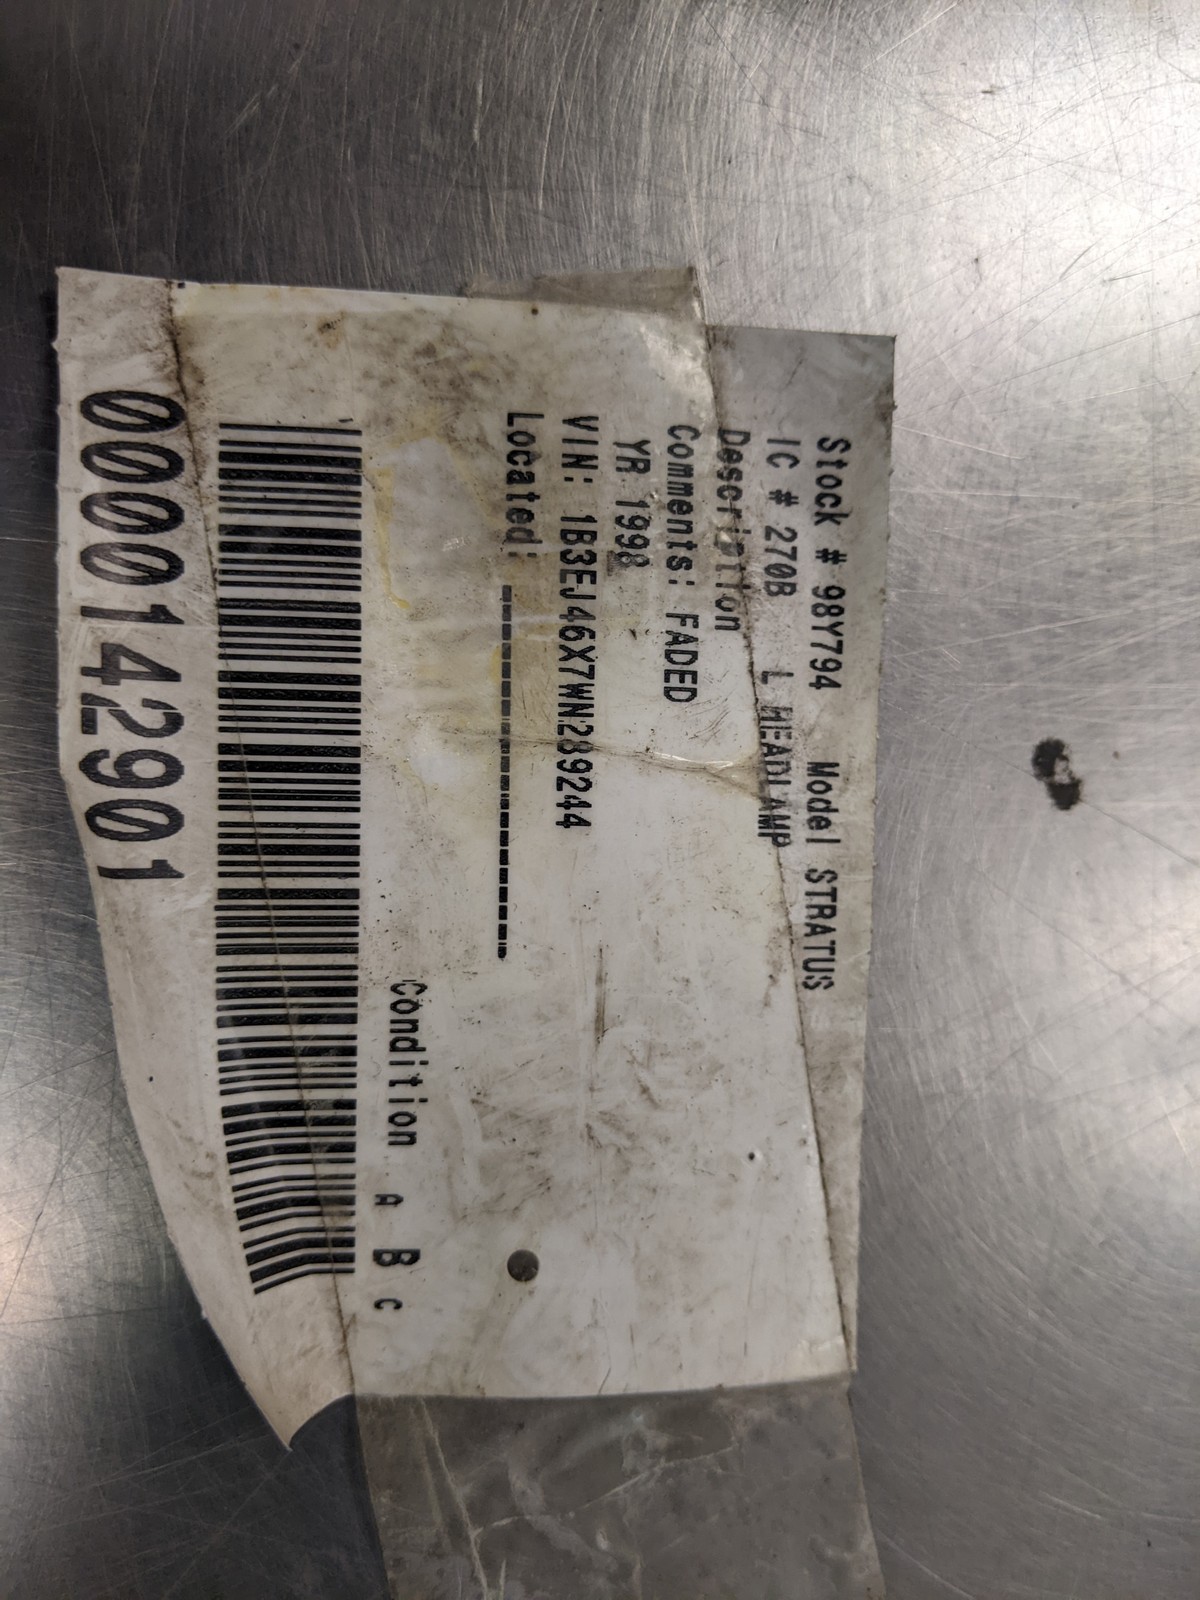 Stock # 98Y794 Model STRATUS
IC # 270B L HEADLAMP
Description
Comments: FADED
YR 1998
VIN: 1B3EJ46X7WN289244
Located: ---------------
Condition A B C
0000142901